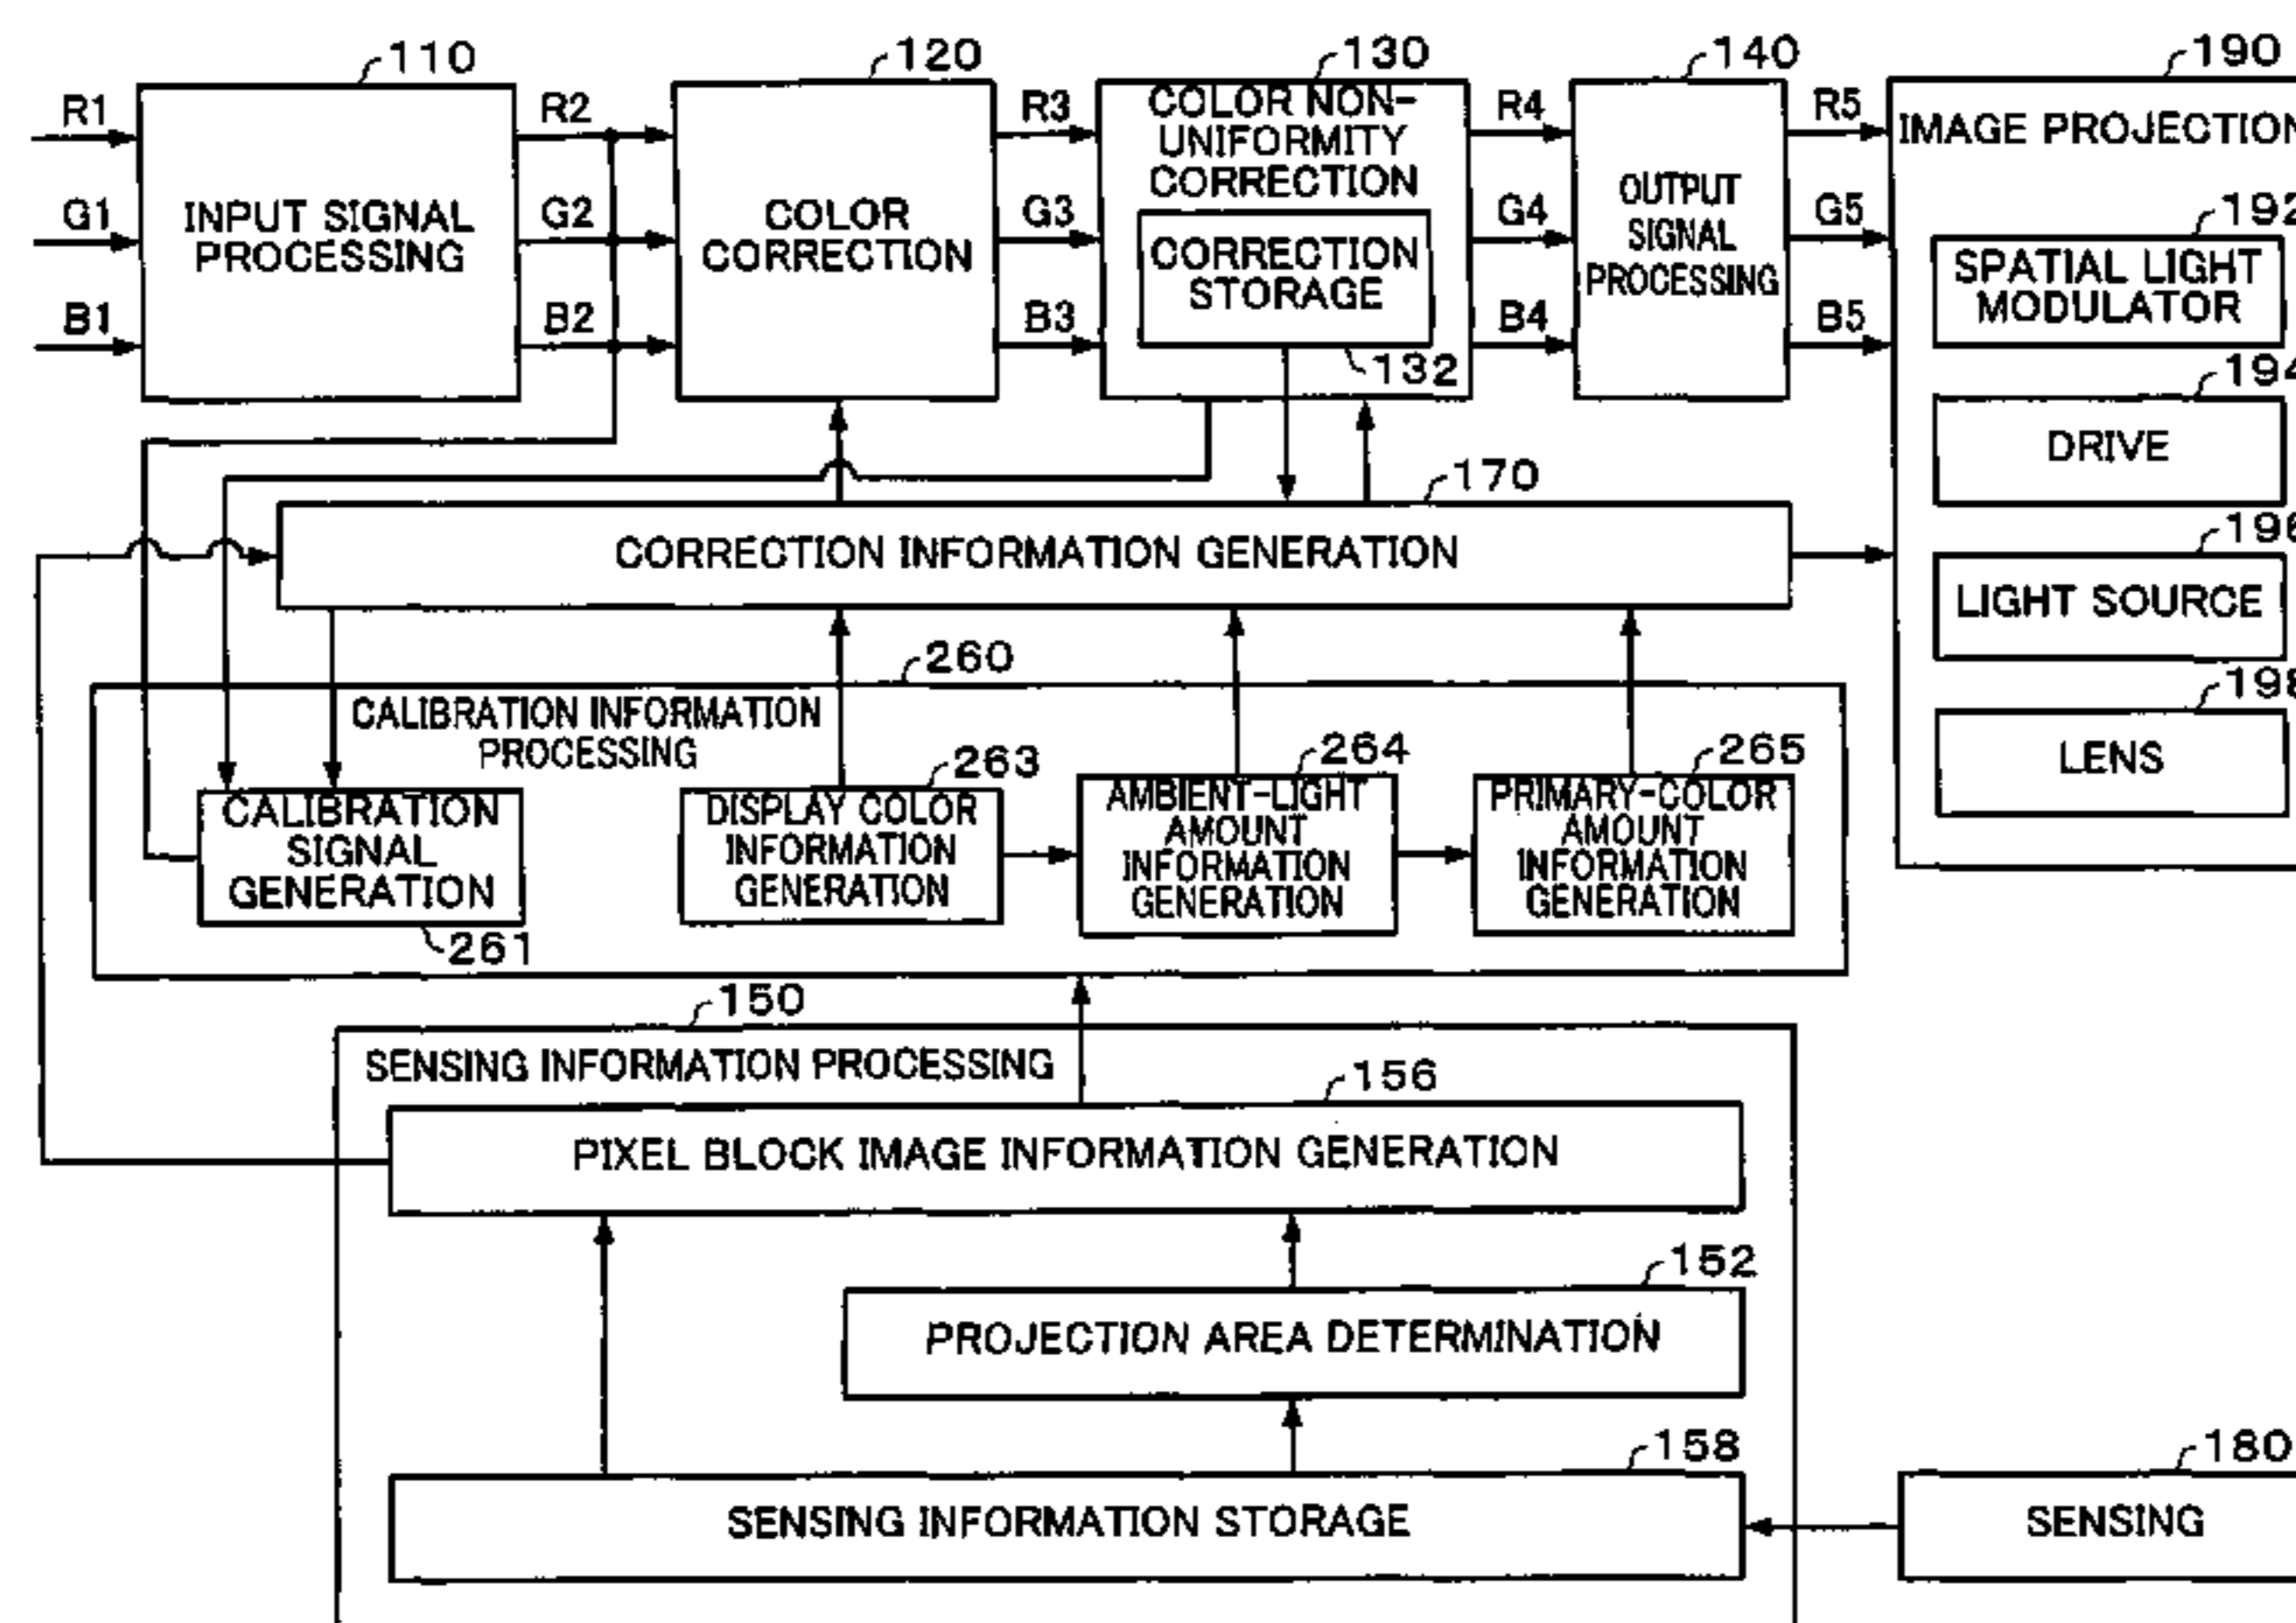 110
120
130
140
190
R1
R2
R3
R4
R5
G1
G2
G3
G4
G5
B1
B2
B3
B4
B5
INPUT SIGNAL
PROCESSING
COLOR
CORRECTION
COLOR NON-
UNIFORMITY
CORRECTION
CORRECTION
STORAGE
132
OUTPUT
SIGNAL
PROCESSING
IMAGE PROJECTION
192
SPATIAL LIGHT
MODULATOR
194
DRIVE
196
LIGHT SOURCE
198
LENS
170
CORRECTION INFORMATION GENERATION
260
CALIBRATION INFORMATION
PROCESSING
CALIBRATION
SIGNAL
GENERATION
261
263
DISPLAY COLOR
INFORMATION
GENERATION
264
AMBIENT-LIGHT
AMOUNT
INFORMATION
GENERATION
265
PRIMARY-COLOR
AMOUNT
INFORMATION
GENERATION
150
SENSING INFORMATION PROCESSING
156
PIXEL BLOCK IMAGE INFORMATION GENERATION
152
PROJECTION AREA DETERMINATION
158
SENSING INFORMATION STORAGE
180
SENSING